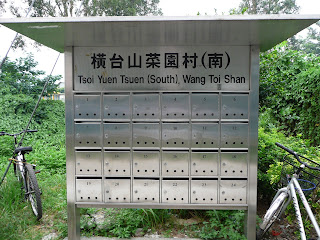 橫台山菜園村(南)
Tsoi Yuen Tsuen (South), Wang Toi Shan